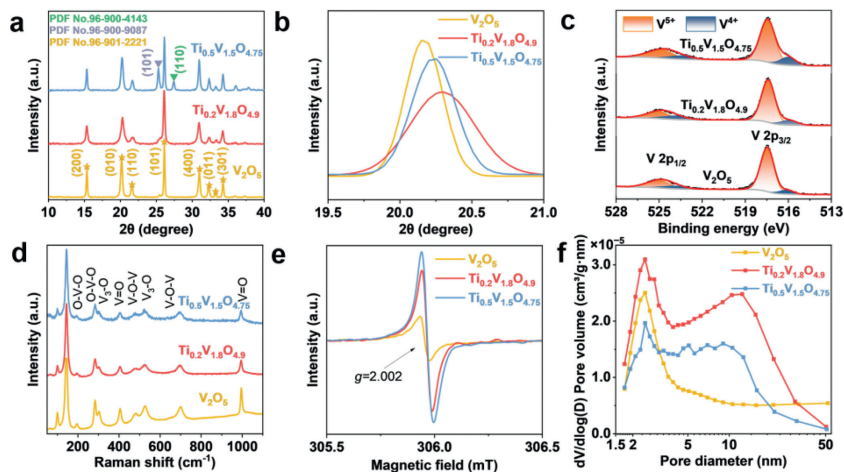 a
PDF No.96-900-4143
PDF No.96-900-9087
PDF No.96-901-2221
Ti0.5V1.5O4.75
(101)
(110)
Ti0.2V1.8O4.9
(200)
(010)
(110)
(101)
(400)
(011)
(301)
V2O5
Intensity (a.u.)
10 15 20 25 30 35 40
2θ (degree)
b
V2O5
Ti0.2V1.8O4.9
Ti0.5V1.5O4.75
Intensity (a.u.)
19.5 20.0 20.5 21.0
2θ (degree)
c
V5+
V4+
Ti0.5V1.5O4.75
Ti0.2V1.8O4.9
V 2p3/2
V 2p1/2
V2O5
Intensity (a.u.)
528 525 522 519 516 513
Binding energy (eV)
d
O-V-O
O-V-O
V3-O
V=O
V-O-V
V3-O
V-O-V
V=O
Ti0.5V1.5O4.75
Ti0.2V1.8O4.9
V2O5
Intensity (a.u.)
200 400 600 800 1000
Raman shift (cm-1)
e
V2O5
Ti0.2V1.8O4.9
Ti0.5V1.5O4.75
g=2.002
Intensity (a.u.)
305.5 306.0 306.5
Magnetic field (mT)
f
×10-5
V2O5
Ti0.2V1.8O4.9
Ti0.5V1.5O4.75
dV/dlog(D) Pore volume (cm³/g·nm)
3.0
2.0
1.0
0.0
1.5 2 5 10 50
Pore diameter (nm)